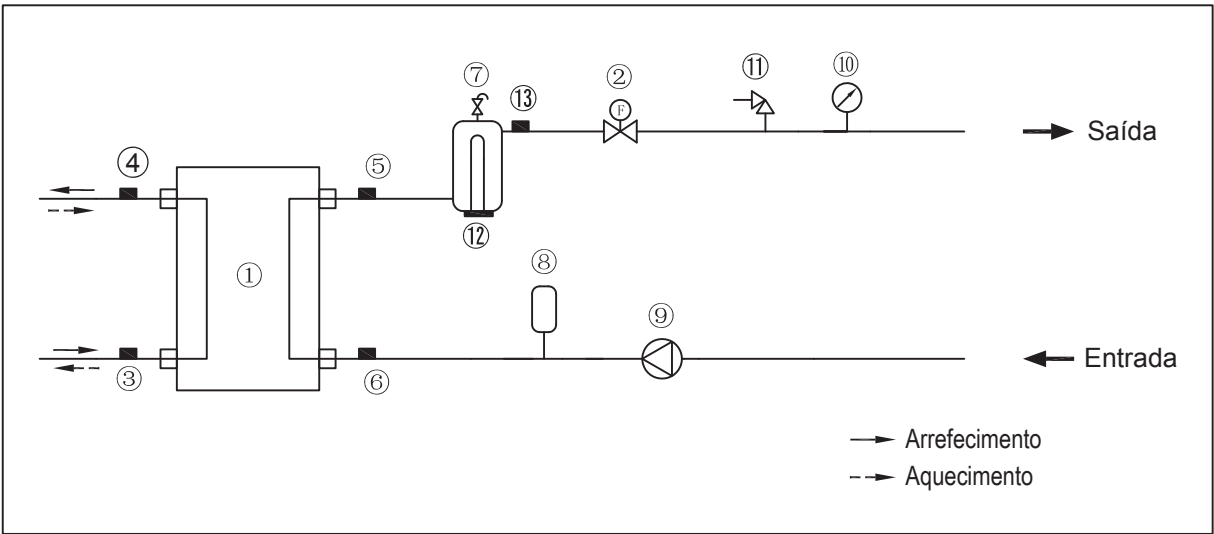 ⑦
②
⑪
⑩
⑬
F
Saída
④
⑤
⑫
①
⑧
⑨
③
⑥
Entrada
Arrefecimento
Aquecimento